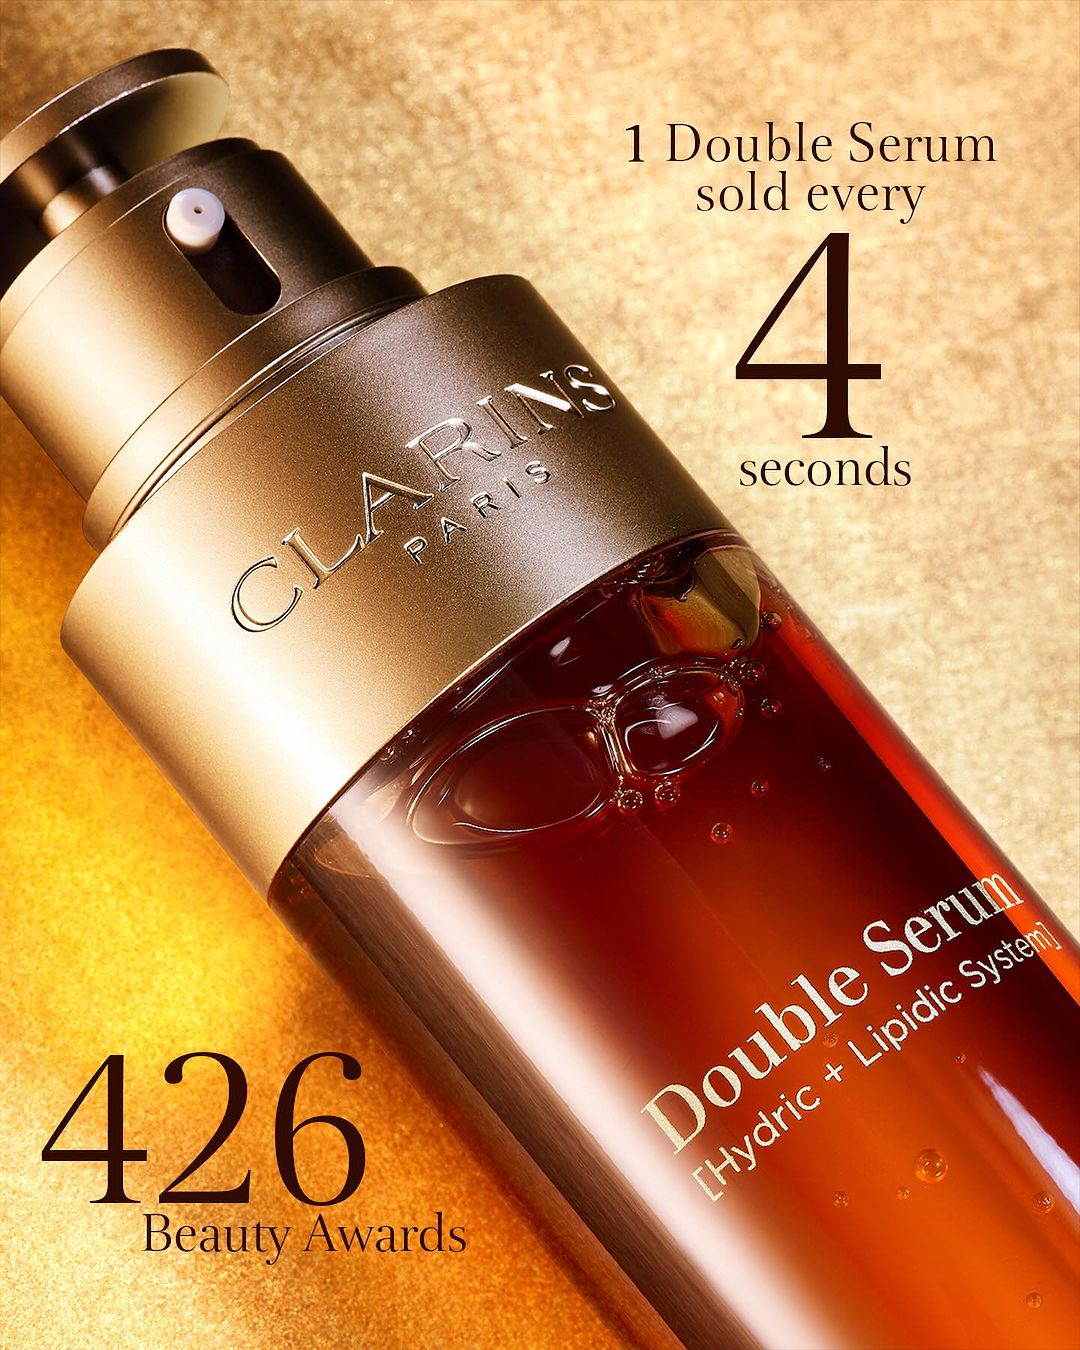 1 Double Serum
sold every
4
seconds
CLARINS
PARIS
Double Serum
[Hydric + Lipidic System]
426
Beauty Awards